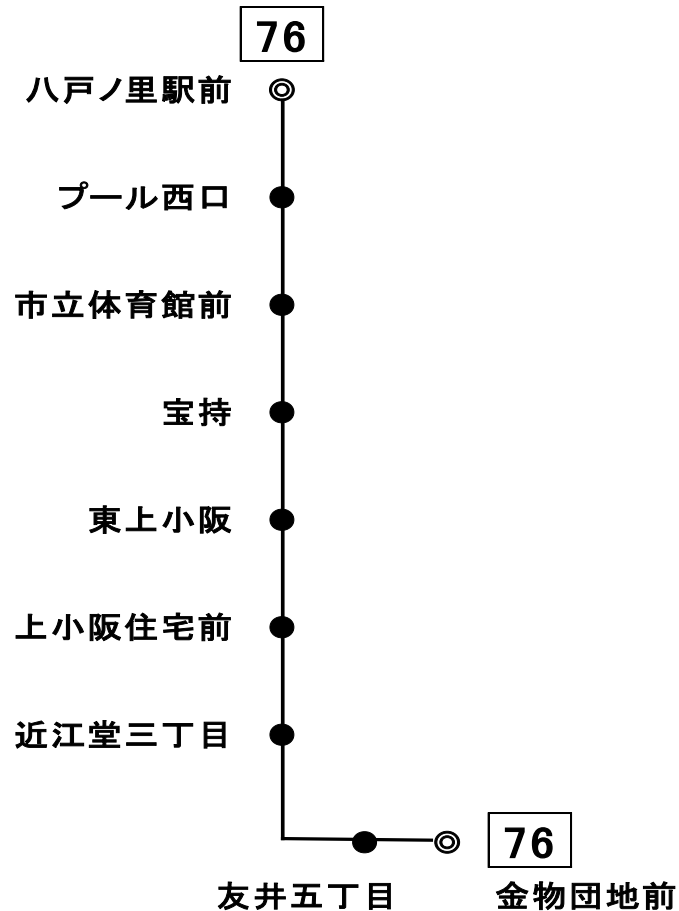 76
八戸ノ里駅前
プール西口
市立体育館前
宝持
東上小阪
上小阪住宅前
近江堂三丁目
76
友井五丁目
金物団地前